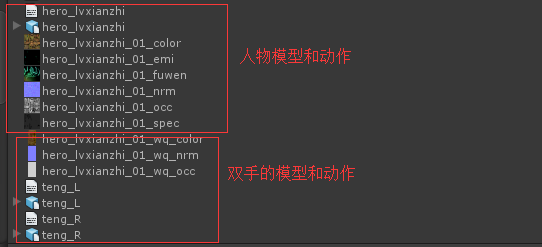 hero_lvxianzhi
hero_lvxianzhi
hero_lvxianzhi_01_color
hero_lvxianzhi_01_emi
人物模型和动作
hero_lvxianzhi_01_fuwen
hero_lvxianzhi_01_nrm
hero_lvxianzhi_01_occ
hero_lvxianzhi_01_spec
hero_lvxianzhi_01_wq_color
hero_lvxianzhi_01_wq_nrm
hero_lvxianzhi_01_wq_occ
双手的模型和动作
teng_L
teng_L
teng_R
teng_R